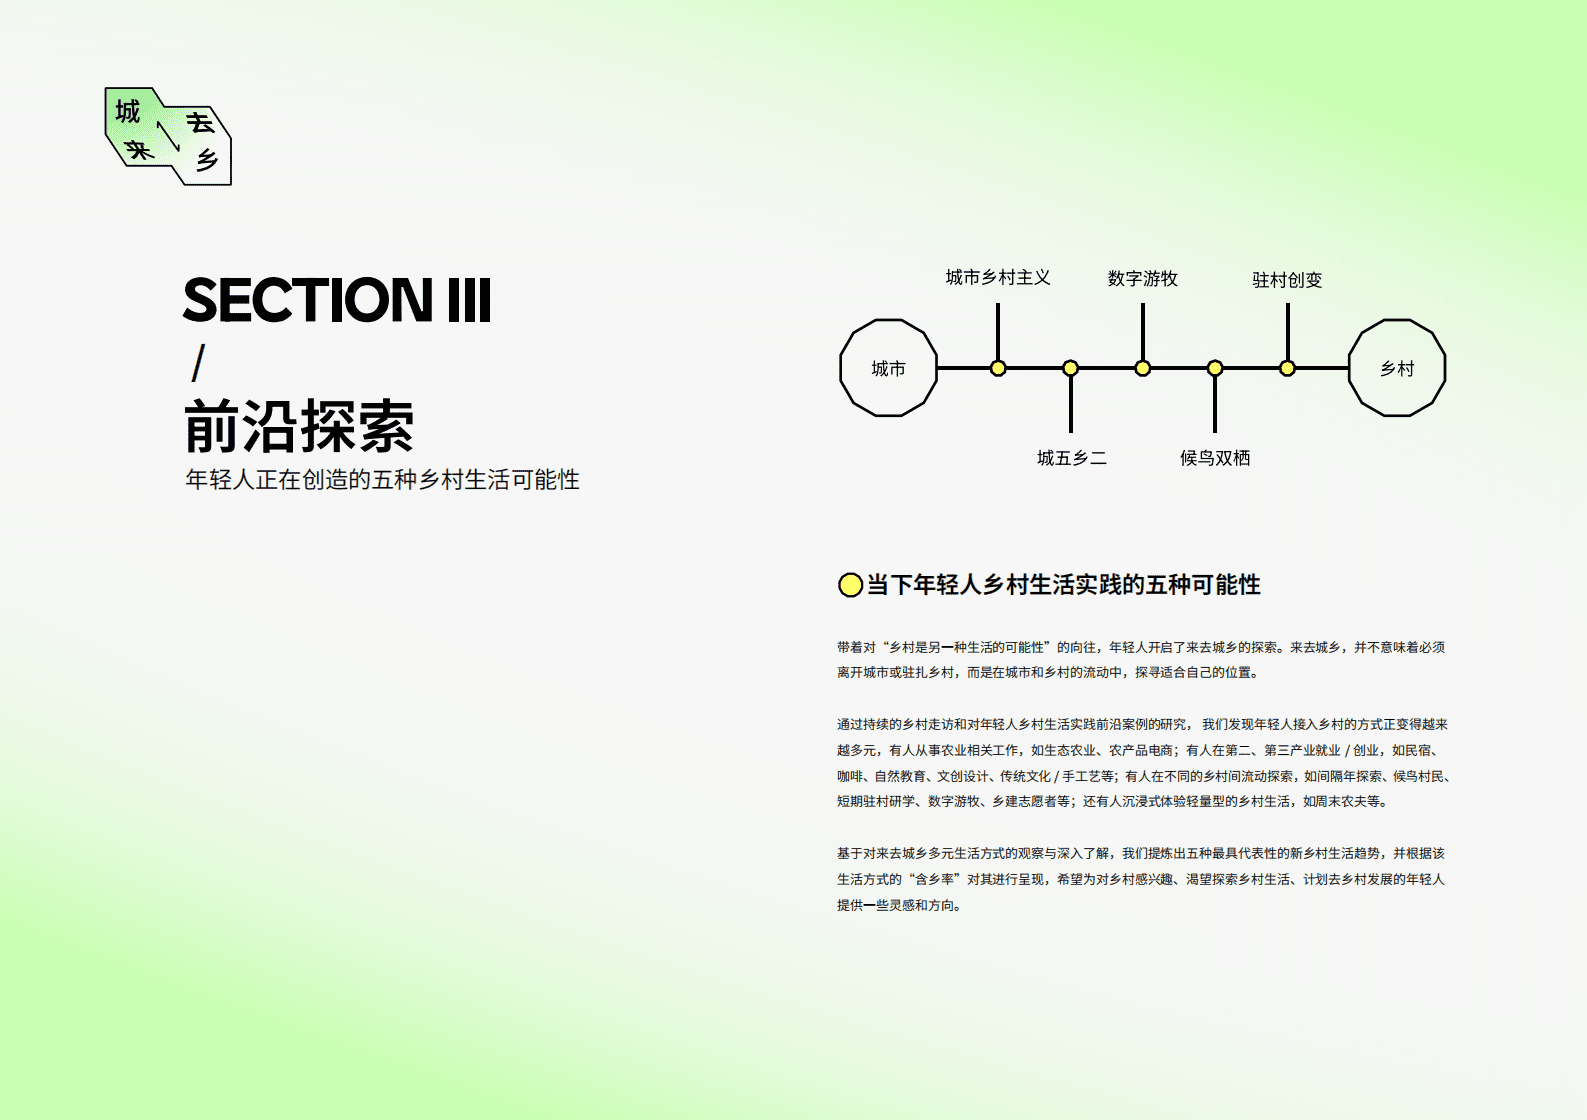 城 去
来 乡
SECTION III
/
前沿探索
年轻人正在创造的五种乡村生活可能性
城市乡村主义 数字游牧 驻村创变
城市 乡村
城五乡二 候鸟双栖
当下年轻人乡村生活实践的五种可能性
带着对“乡村是另一种生活的可能性”的向往，年轻人开启了来去城乡的探索。来去城乡，并不意味着必须
离开城市或驻扎乡村，而是在城市和乡村的流动中，探寻适合自己的位置。
通过持续的乡村走访和对年轻人乡村生活实践前沿案例的研究， 我们发现年轻人接入乡村的方式正变得越来
越多元，有人从事农业相关工作，如生态农业、农产品电商；有人在第二、第三产业就业 / 创业，如民宿、
咖啡、自然教育、文创设计、传统文化 / 手工艺等；有人在不同的乡村间流动探索，如间隔年探索、候鸟村民、
短期驻村研学、数字游牧、乡建志愿者等；还有人沉浸式体验轻量型的乡村生活，如周末农夫等。
基于对来去城乡多元生活方式的观察与深入了解，我们提炼出五种最具代表性的新乡村生活趋势，并根据该
生活方式的“含乡率”对其进行呈现，希望为对乡村感兴趣、渴望探索乡村生活、计划去乡村发展的年轻人
提供一些灵感和方向。